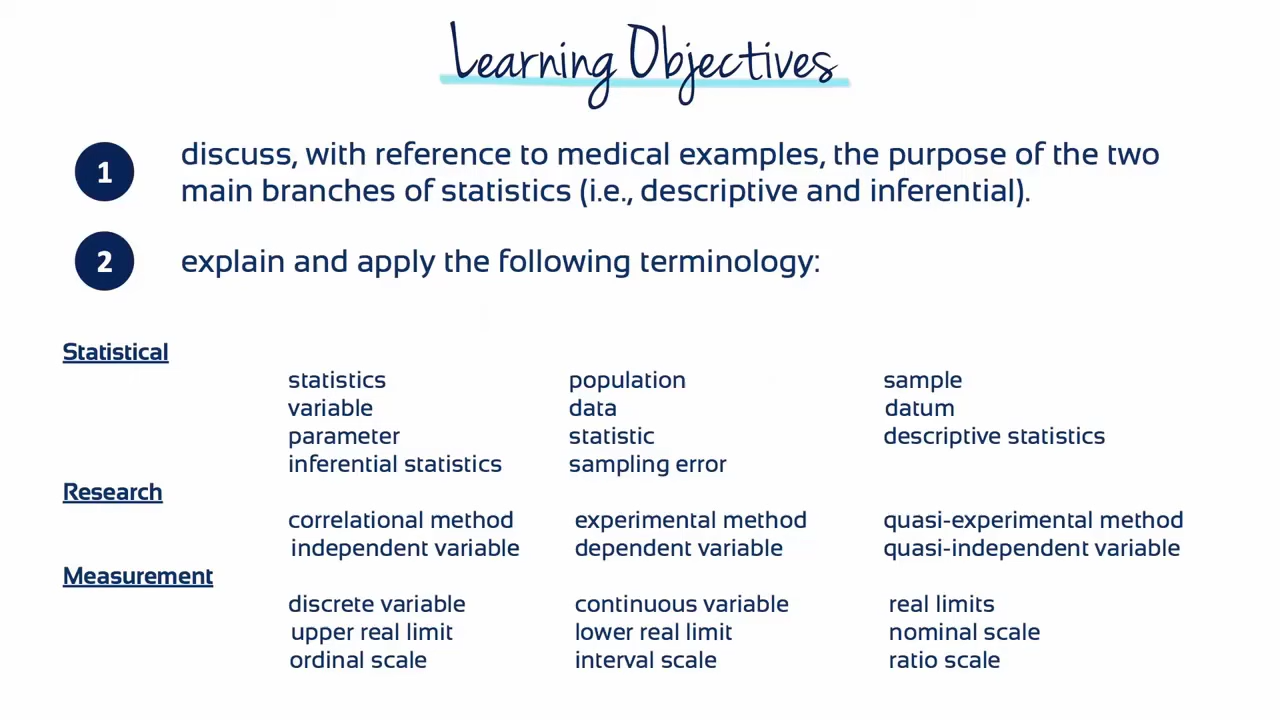 Learning Objectives
1 discuss, with reference to medical examples, the purpose of the two
main branches of statistics (i.e., descriptive and inferential).
2 explain and apply the following terminology:
Statistical
statistics population sample
variable data datum
parameter statistic descriptive statistics
inferential statistics sampling error
Research
correlational method experimental method quasi-experimental method
independent variable dependent variable quasi-independent variable
Measurement
discrete variable continuous variable real limits
upper real limit lower real limit nominal scale
ordinal scale interval scale ratio scale